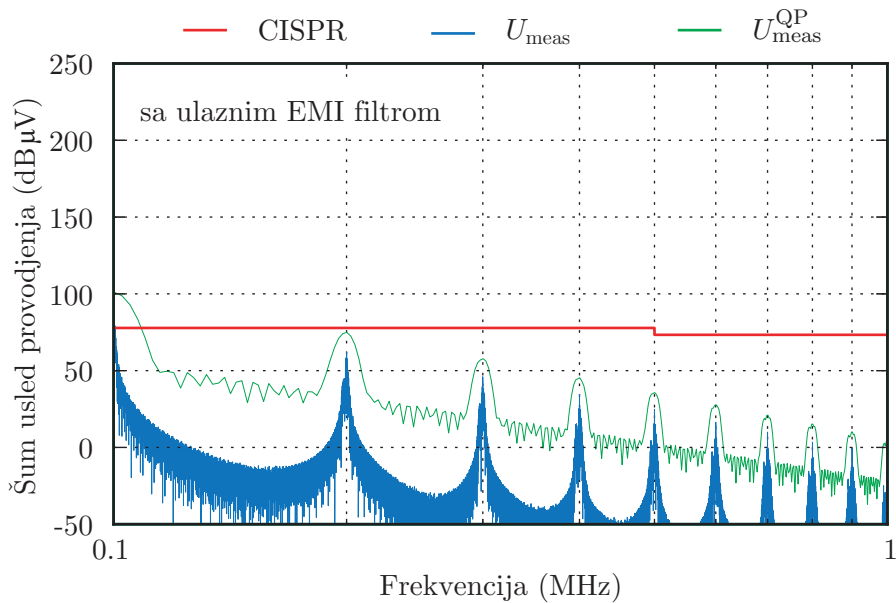 CISPR U_meas U_meas^QP
250
200
150
100
50
0
-50
Šum usled provodjenja (dBµV)
sa ulaznim EMI filtrom
0.1 1
Frekvencija (MHz)